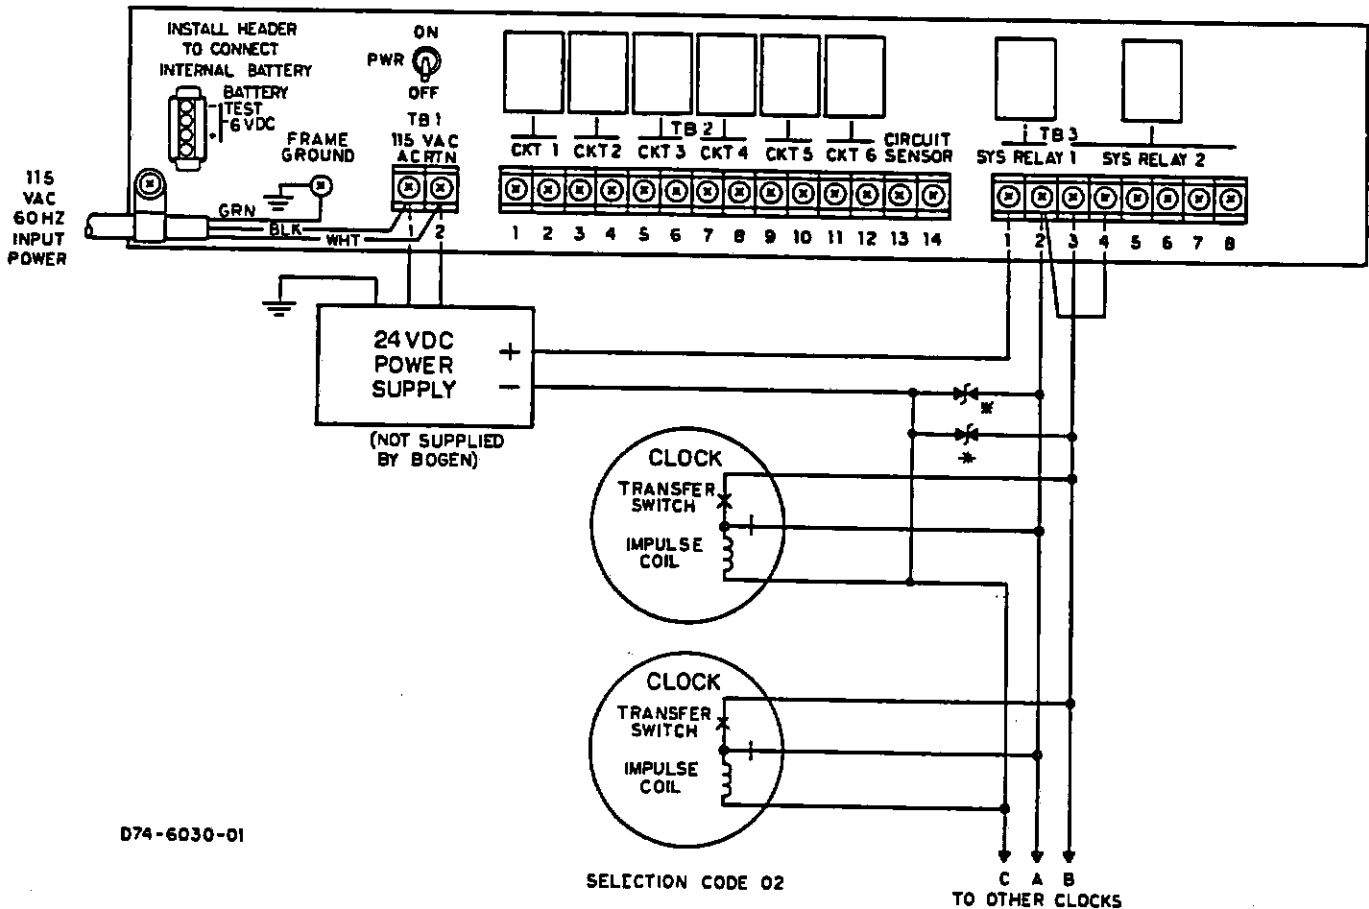 INSTALL HEADER
TO CONNECT
INTERNAL BATTERY
BATTERY
TEST
6 VDC
-
+
FRAME
GROUND
ON
PWR
OFF
TB 1
115 VAC
AC RTN
1 2
CKT 1 CKT 2 CKT 3 CKT 4 CKT 5 CKT 6
TB 2
CIRCUIT
SENSOR
1 2 3 4 5 6 7 8 9 10 11 12 13 14
TB 3
SYS RELAY 1 SYS RELAY 2
1 2 3 4 5 6 7 8
115
VAC
60 HZ
INPUT
POWER
GRN
BLK
WHT
24 VDC
POWER
SUPPLY
+
-
(NOT SUPPLIED
BY BOGEN)
*
*
CLOCK
TRANSFER
SWITCH
IMPULSE
COIL
CLOCK
TRANSFER
SWITCH
IMPULSE
COIL
D74-6030-01
SELECTION CODE 02
C A B
TO OTHER CLOCKS